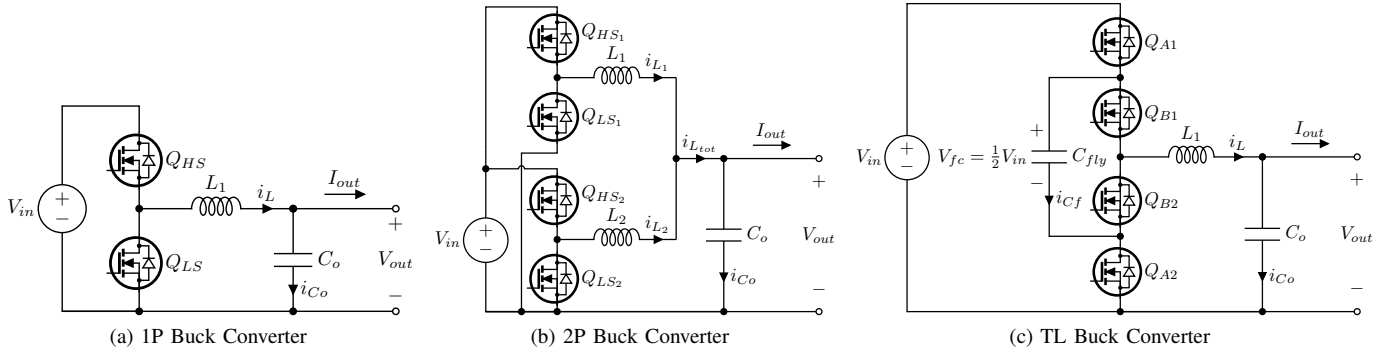 V_in
Q_HS
Q_LS
L_1
i_L
I_out
C_o
i_Co
+
V_out
−
(a) 1P Buck Converter
V_in
Q_HS1
Q_LS1
Q_HS2
Q_LS2
L_1
i_L1
L_2
i_L2
i_Ltot
I_out
C_o
i_Co
+
V_out
−
(b) 2P Buck Converter
V_in
V_fc = ½V_in
+
C_fly
−
i_Cf
Q_A1
Q_B1
Q_B2
Q_A2
L_1
i_L
I_out
C_o
i_Co
+
V_out
−
(c) TL Buck Converter